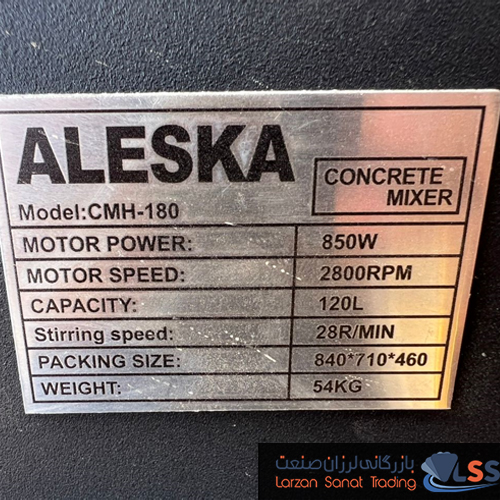 ALESKA
CONCRETE
MIXER
Model:CMH-180
MOTOR POWER: 850W
MOTOR SPEED: 2800RPM
CAPACITY: 120L
Stirring speed: 28R/MIN
PACKING SIZE: 840*710*460
WEIGHT: 54KG
بازرگانی لرزان صنعت
Larzan Sanat Trading
LSS